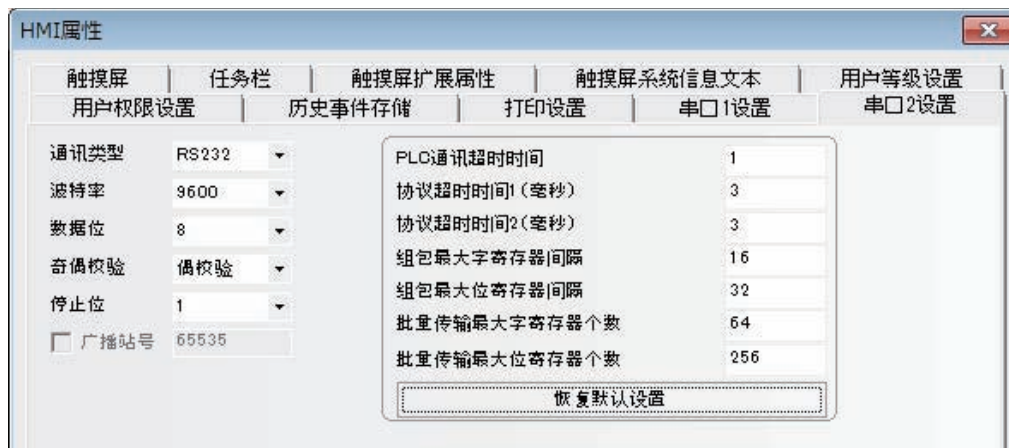 HMI属性
触摸屏 任务栏 触摸屏扩展属性 触摸屏系统信息文本 用户等级设置
用户权限设置 历史事件存储 打印设置 串口1设置 串口2设置
通讯类型 RS232
波特率 9600
数据位 8
奇偶校验 偶校验
停止位 1
广播站号 65535
PLC通讯超时时间 1
协议超时时间1(毫秒) 3
协议超时时间2(毫秒) 3
组包最大字寄存器间隔 16
组包最大位寄存器间隔 32
批量传输最大字寄存器个数 64
批量传输最大位寄存器个数 256
恢复默认设置